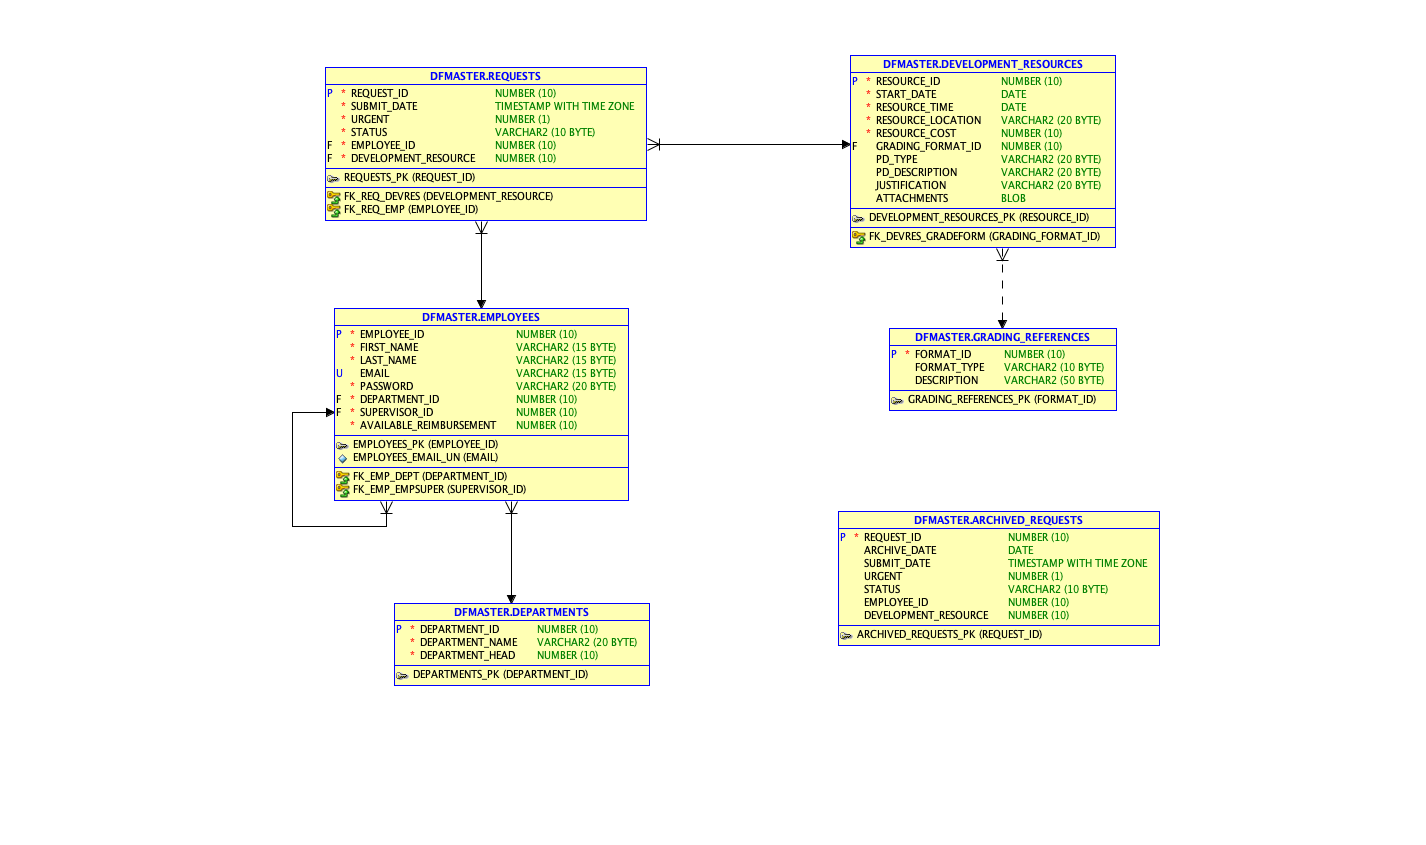 DFMASTER.REQUESTS
P * REQUEST_ID NUMBER (10)
* SUBMIT_DATE TIMESTAMP WITH TIME ZONE
* URGENT NUMBER (1)
* STATUS VARCHAR2 (10 BYTE)
F * EMPLOYEE_ID NUMBER (10)
F * DEVELOPMENT_RESOURCE NUMBER (10)
REQUESTS_PK (REQUEST_ID)
FK_REQ_DEVRES (DEVELOPMENT_RESOURCE)
FK_REQ_EMP (EMPLOYEE_ID)
DFMASTER.DEVELOPMENT_RESOURCES
P * RESOURCE_ID NUMBER (10)
* START_DATE DATE
* RESOURCE_TIME DATE
* RESOURCE_LOCATION VARCHAR2 (20 BYTE)
* RESOURCE_COST NUMBER (10)
F GRADING_FORMAT_ID NUMBER (10)
PD_TYPE VARCHAR2 (20 BYTE)
PD_DESCRIPTION VARCHAR2 (20 BYTE)
JUSTIFICATION VARCHAR2 (20 BYTE)
ATTACHMENTS BLOB
DEVELOPMENT_RESOURCES_PK (RESOURCE_ID)
FK_DEVRES_GRADEFORM (GRADING_FORMAT_ID)
DFMASTER.EMPLOYEES
P * EMPLOYEE_ID NUMBER (10)
* FIRST_NAME VARCHAR2 (15 BYTE)
* LAST_NAME VARCHAR2 (15 BYTE)
U EMAIL VARCHAR2 (15 BYTE)
* PASSWORD VARCHAR2 (20 BYTE)
F * DEPARTMENT_ID NUMBER (10)
F * SUPERVISOR_ID NUMBER (10)
* AVAILABLE_REIMBURSEMENT NUMBER (10)
EMPLOYEES_PK (EMPLOYEE_ID)
EMPLOYEES_EMAIL_UN (EMAIL)
FK_EMP_DEPT (DEPARTMENT_ID)
FK_EMP_EMPSUPER (SUPERVISOR_ID)
DFMASTER.GRADING_REFERENCES
P * FORMAT_ID NUMBER (10)
FORMAT_TYPE VARCHAR2 (10 BYTE)
DESCRIPTION VARCHAR2 (50 BYTE)
GRADING_REFERENCES_PK (FORMAT_ID)
DFMASTER.ARCHIVED_REQUESTS
P * REQUEST_ID NUMBER (10)
ARCHIVE_DATE DATE
SUBMIT_DATE TIMESTAMP WITH TIME ZONE
URGENT NUMBER (1)
STATUS VARCHAR2 (10 BYTE)
EMPLOYEE_ID NUMBER (10)
DEVELOPMENT_RESOURCE NUMBER (10)
ARCHIVED_REQUESTS_PK (REQUEST_ID)
DFMASTER.DEPARTMENTS
P * DEPARTMENT_ID NUMBER (10)
* DEPARTMENT_NAME VARCHAR2 (20 BYTE)
* DEPARTMENT_HEAD NUMBER (10)
DEPARTMENTS_PK (DEPARTMENT_ID)